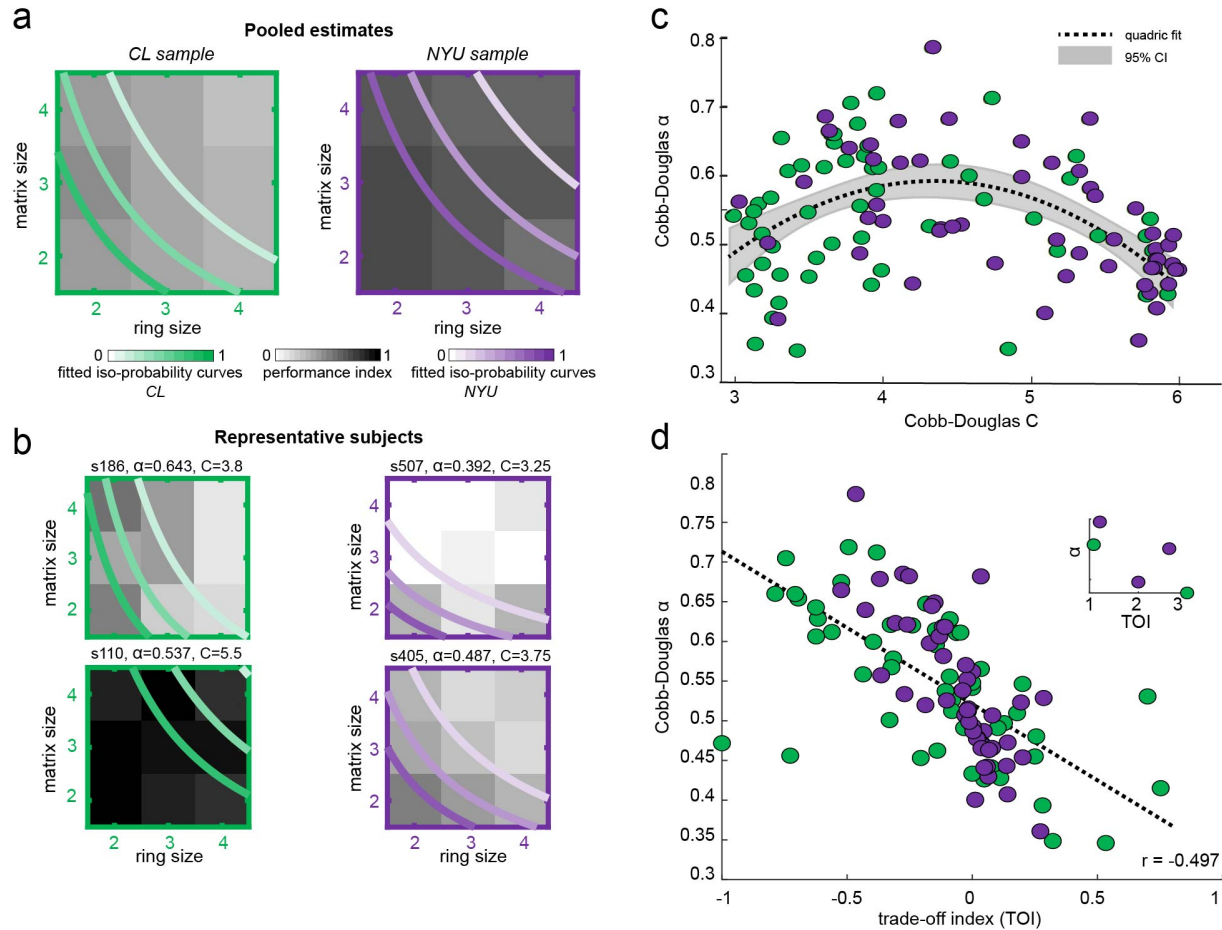 a
Pooled estimates
CL sample
NYU sample
matrix size
4
3
2
2
3
4
ring size
matrix size
4
3
2
2
3
4
ring size
0
1
fitted iso-probability curves
CL
0
1
performance index
0
1
fitted iso-probability curves
NYU
b
Representative subjects
s186, α=0.643, C=3.8
matrix size
4
3
2
s507, α=0.392, C=3.25
matrix size
4
3
2
s110, α=0.537, C=5.5
matrix size
4
3
2
2
3
4
ring size
s405, α=0.487, C=3.75
matrix size
4
3
2
2
3
4
ring size
c
quadric fit
95% CI
Cobb-Douglas α
0.8
0.7
0.6
0.5
0.4
0.3
3
4
5
6
Cobb-Douglas C
d
Cobb-Douglas α
0.8
0.75
0.7
0.65
0.6
0.55
0.5
0.45
0.4
0.35
0.3
-1
-0.5
0
0.5
1
trade-off index (TOI)
r = -0.497
α
1
2
3
TOI